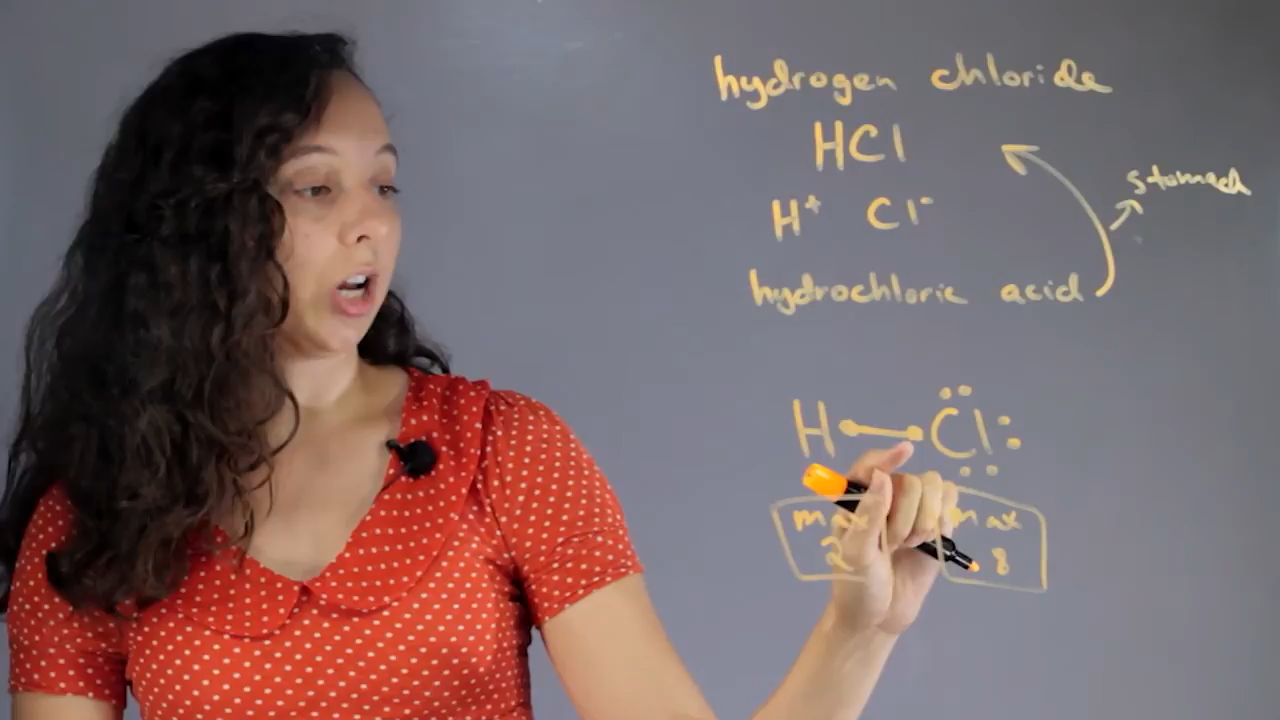 hydrogen chloride
HCl
stomach
H⁺ Cl⁻
hydrochloric acid
H Cl
max max
2 8